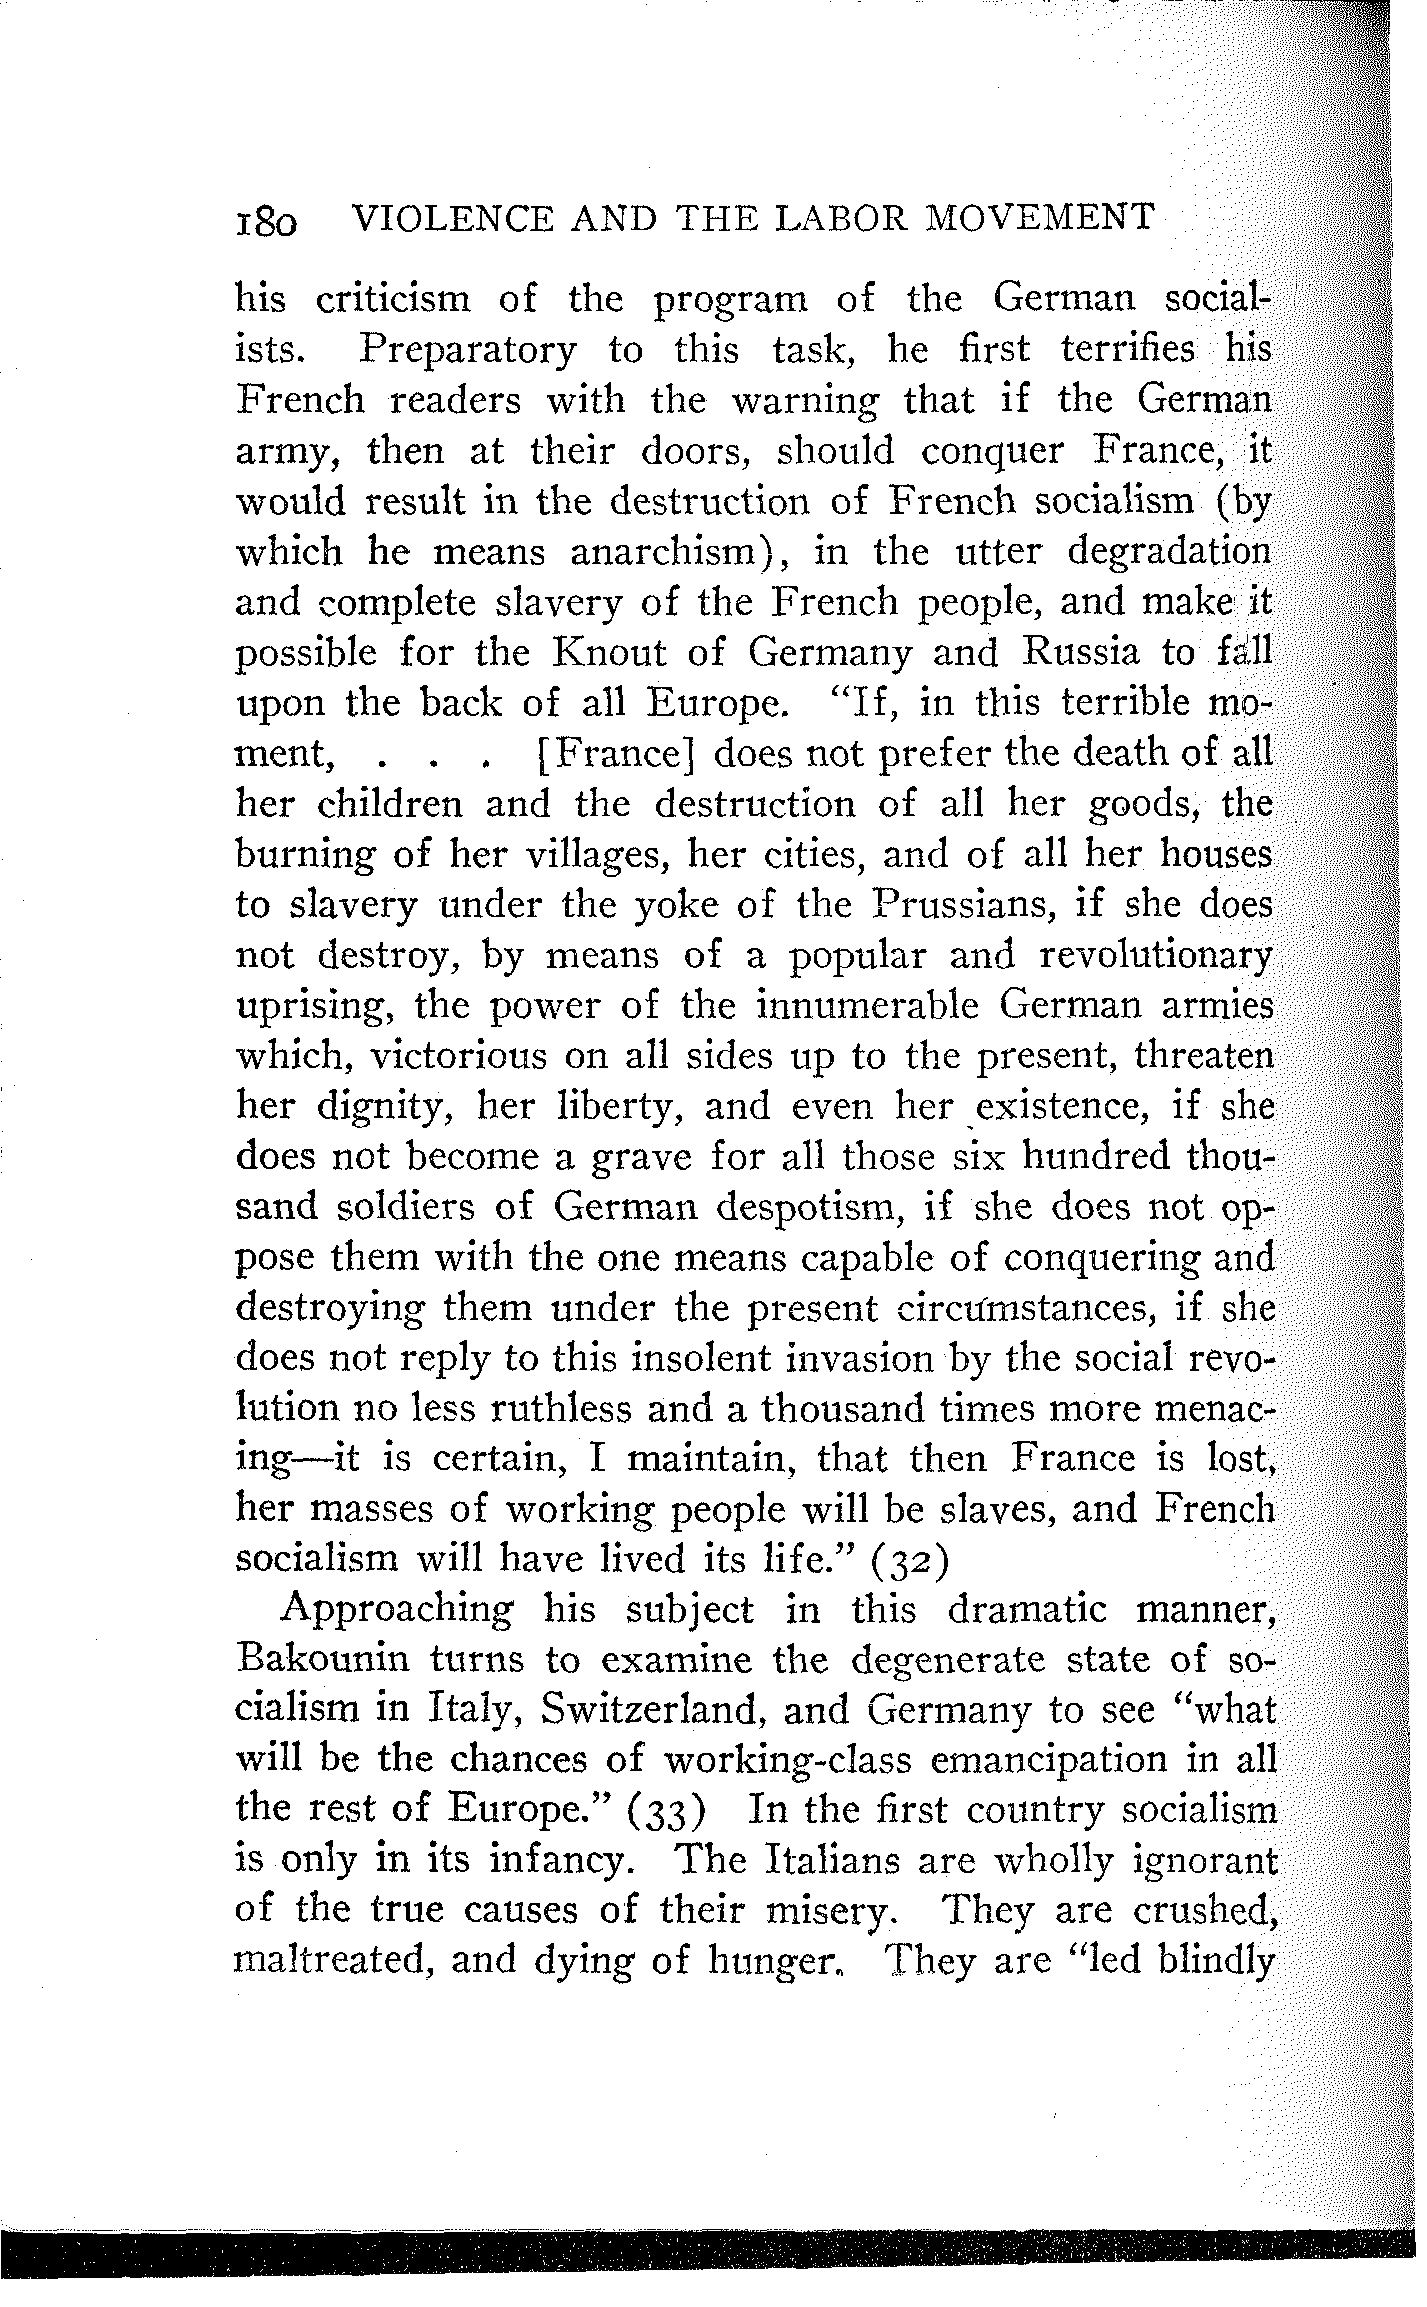 180 VIOLENCE AND THE LABOR MOVEMENT
his criticism of the program of the German social-
ists. Preparatory to this task, he first terrifies his
French readers with the warning that if the German
army, then at their doors, should conquer France, it
would result in the destruction of French socialism (by
which he means anarchism), in the utter degradation
and complete slavery of the French people, and make it
possible for the Knout of Germany and Russia to fall
upon the back of all Europe. “If, in this terrible mo-
ment, . . . [France] does not prefer the death of all
her children and the destruction of all her goods, the
burning of her villages, her cities, and of all her houses
to slavery under the yoke of the Prussians, if she does
not destroy, by means of a popular and revolutionary
uprising, the power of the innumerable German armies
which, victorious on all sides up to the present, threaten
her dignity, her liberty, and even her existence, if she
does not become a grave for all those six hundred thou-
sand soldiers of German despotism, if she does not op-
pose them with the one means capable of conquering and
destroying them under the present circumstances, if she
does not reply to this insolent invasion by the social revo-
lution no less ruthless and a thousand times more menac-
ing—it is certain, I maintain, that then France is lost,
her masses of working people will be slaves, and French
socialism will have lived its life.” (32)
Approaching his subject in this dramatic manner,
Bakounin turns to examine the degenerate state of so-
cialism in Italy, Switzerland, and Germany to see “what
will be the chances of working-class emancipation in all
the rest of Europe.” (33) In the first country socialism
is only in its infancy. The Italians are wholly ignorant
of the true causes of their misery. They are crushed,
maltreated, and dying of hunger. They are “led blindly